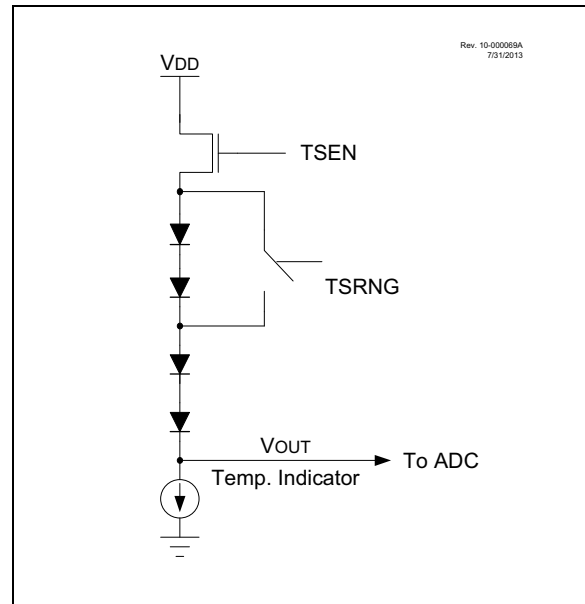 Rev. 10-000069A
7/31/2013
VDD
TSEN
TSRNG
VOUT
To ADC
Temp. Indicator